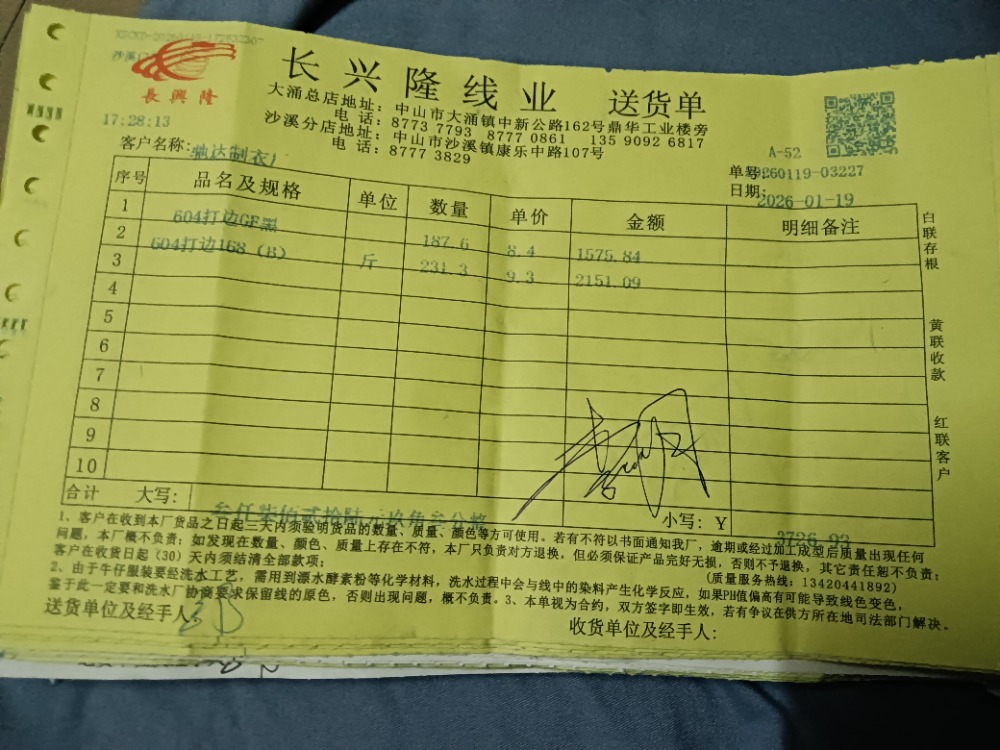 长兴隆线业 送货单
長興隆
大涌总店地址：中山市大涌镇中新公路162号鼎华工业楼旁
电话：8773 7793 8777 0861 135 9092 6817
沙溪分店地址：中山市沙溪镇康乐中路107号
电话：8777 3829
17:28:13
A-52
客户名称：驰达制衣厂
单号：260119-03227
日期：2026-01-19
序号 品名及规格 单位 数量 单价 金额 明细备注
1 604打边GF黑 187.6 8.4 1575.84
2 604打边168（B） 斤 231.3 9.3 2151.09
3
4
5
6
7
8
9
10
合计 大写：叁仟柒佰贰拾陆元玖角叁分整 小写：￥3726.93
白联存根
黄联收款
红联客户
1、客户在收到本厂货品之日起三天内须验明货品的数量、质量、颜色等方可使用。若有不符以书面通知我厂，逾期或经过加工成型后质量出现任何
问题，本厂概不负责；如发现在数量、颜色、质量上存在不符，本厂只负责对方退换，但必须保证产品完好无损，否则不予退换，其它责任恕不负责；
客户在收货日起（30）天内须结清全部款项；
(质量服务热线：13420441892)
2、由于牛仔服装要经洗水工艺，需用到漂水酵素粉等化学材料，洗水过程中会与线中的染料产生化学反应，如果PH值偏高有可能导致线色变色，
鉴于此一定要和洗水厂协商要求保留线的原色，否则出现问题，概不负责。3、本单视为合约，双方签字即生效，若有争议在供方所在地司法部门解决。
送货单位及经手人：
收货单位及经手人：